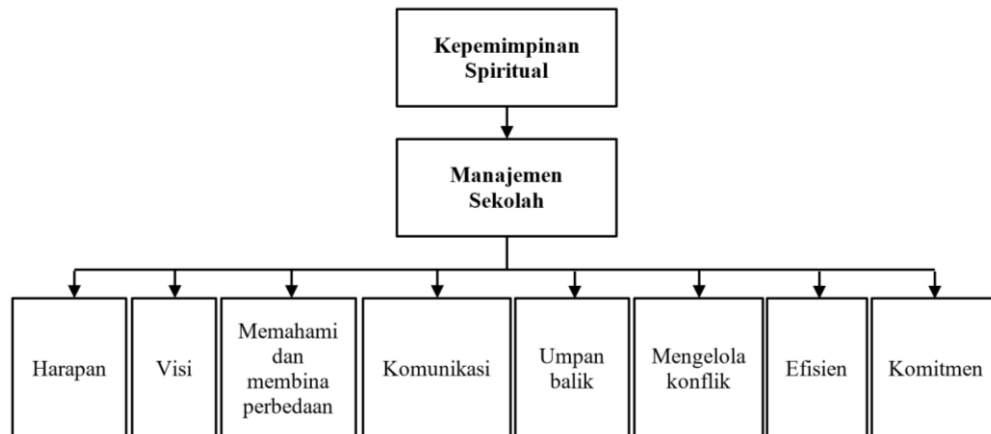 Kepemimpinan
Spiritual
Manajemen
Sekolah
Harapan
Visi
Memahami
dan
membina
perbedaan
Komunikasi
Umpan
balik
Mengelola
konflik
Efisien
Komitmen